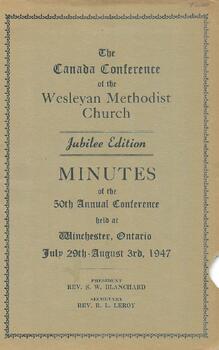 The
Canada Conference
of the
Wesleyan Methodist
Church
Jubilee Edition
MINUTES
of the
50th Annual Conference
held at
Winchester, Ontario
July 29th-August 3rd, 1947
PRESIDENT
REV. S. W. BLANCHARD
SECRETARY
REV. R. L. LEROY